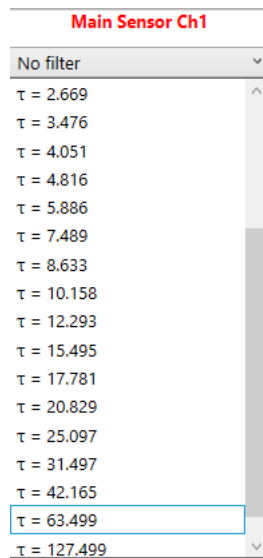 Main Sensor Ch1
No filter
τ = 2.669
τ = 3.476
τ = 4.051
τ = 4.816
τ = 5.886
τ = 7.489
τ = 8.633
τ = 10.158
τ = 12.293
τ = 15.495
τ = 17.781
τ = 20.829
τ = 25.097
τ = 31.497
τ = 42.165
τ = 63.499
τ = 127.499